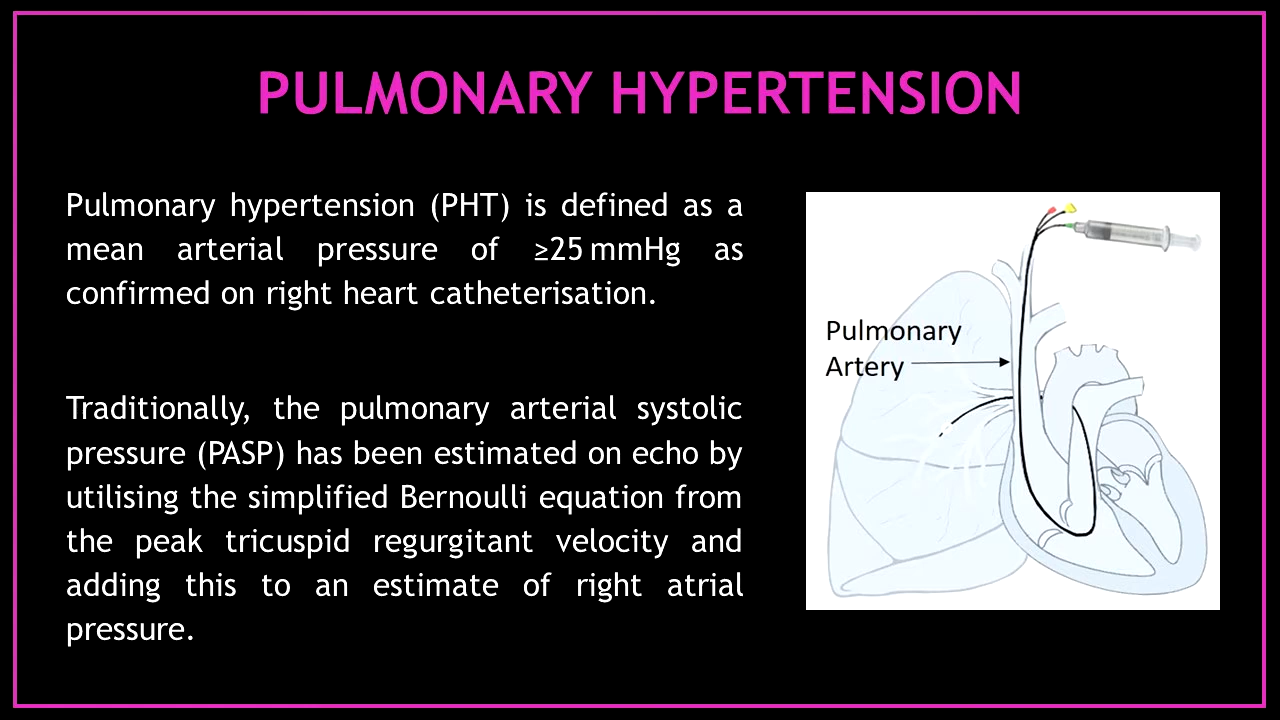 PULMONARY HYPERTENSION
Pulmonary hypertension (PHT) is defined as a
mean arterial pressure of ≥25 mmHg as
confirmed on right heart catheterisation.
Traditionally, the pulmonary arterial systolic
pressure (PASP) has been estimated on echo by
utilising the simplified Bernoulli equation from
the peak tricuspid regurgitant velocity and
adding this to an estimate of right atrial
pressure.
Pulmonary
Artery